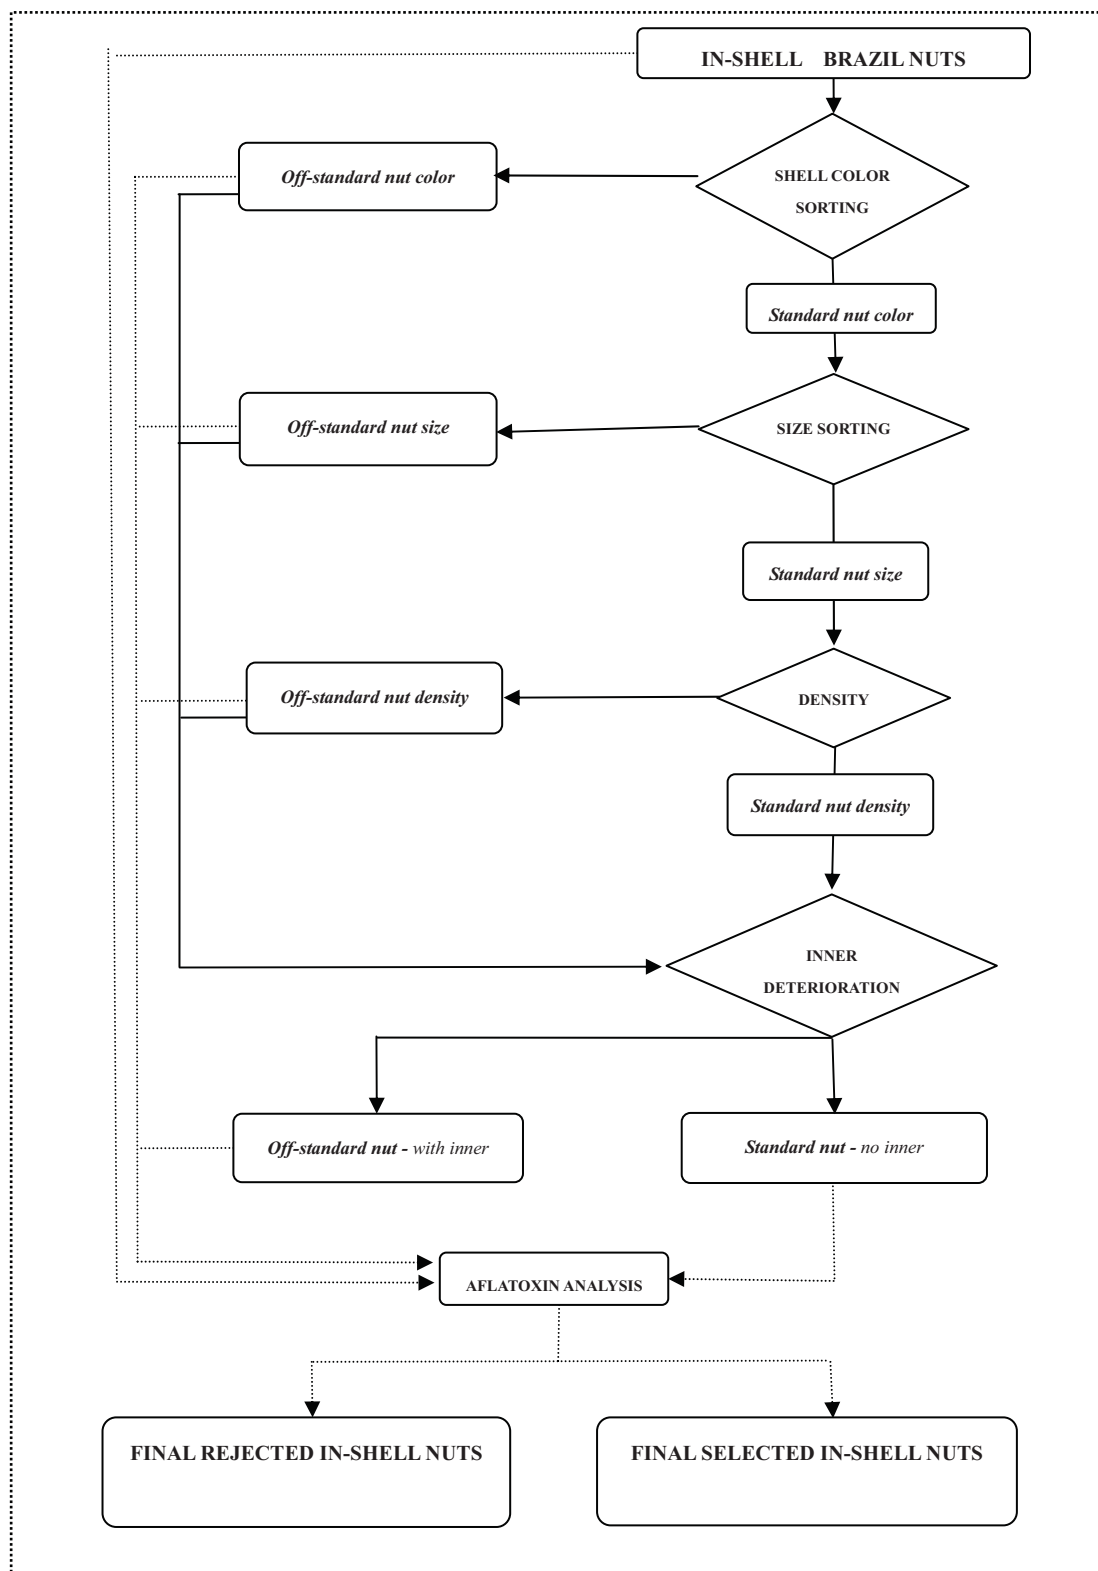 IN-SHELL BRAZIL NUTS
SHELL COLOR
SORTING
Off-standard nut color
Standard nut color
SIZE SORTING
Off-standard nut size
Standard nut size
DENSITY
Off-standard nut density
Standard nut density
INNER
DETERIORATION
Off-standard nut - with inner
Standard nut - no inner
AFLATOXIN ANALYSIS
FINAL REJECTED IN-SHELL NUTS
FINAL SELECTED IN-SHELL NUTS